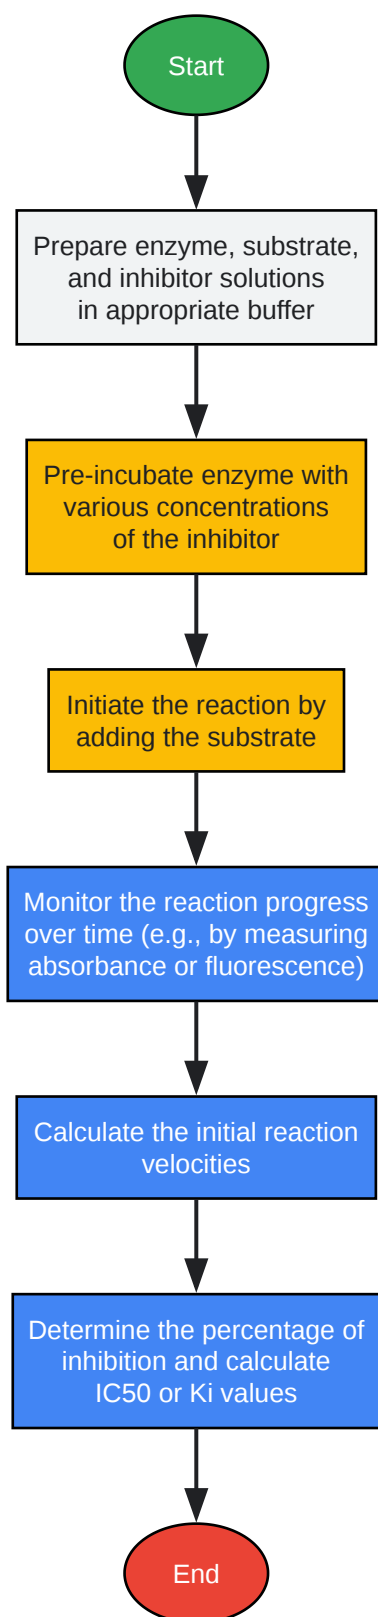 Start
Prepare enzyme, substrate,
and inhibitor solutions
in appropriate buffer
Pre-incubate enzyme with
various concentrations
of the inhibitor
Initiate the reaction by
adding the substrate
Monitor the reaction progress
over time (e.g., by measuring
absorbance or fluorescence)
Calculate the initial reaction
velocities
Determine the percentage of
inhibition and calculate
IC50 or Ki values
End